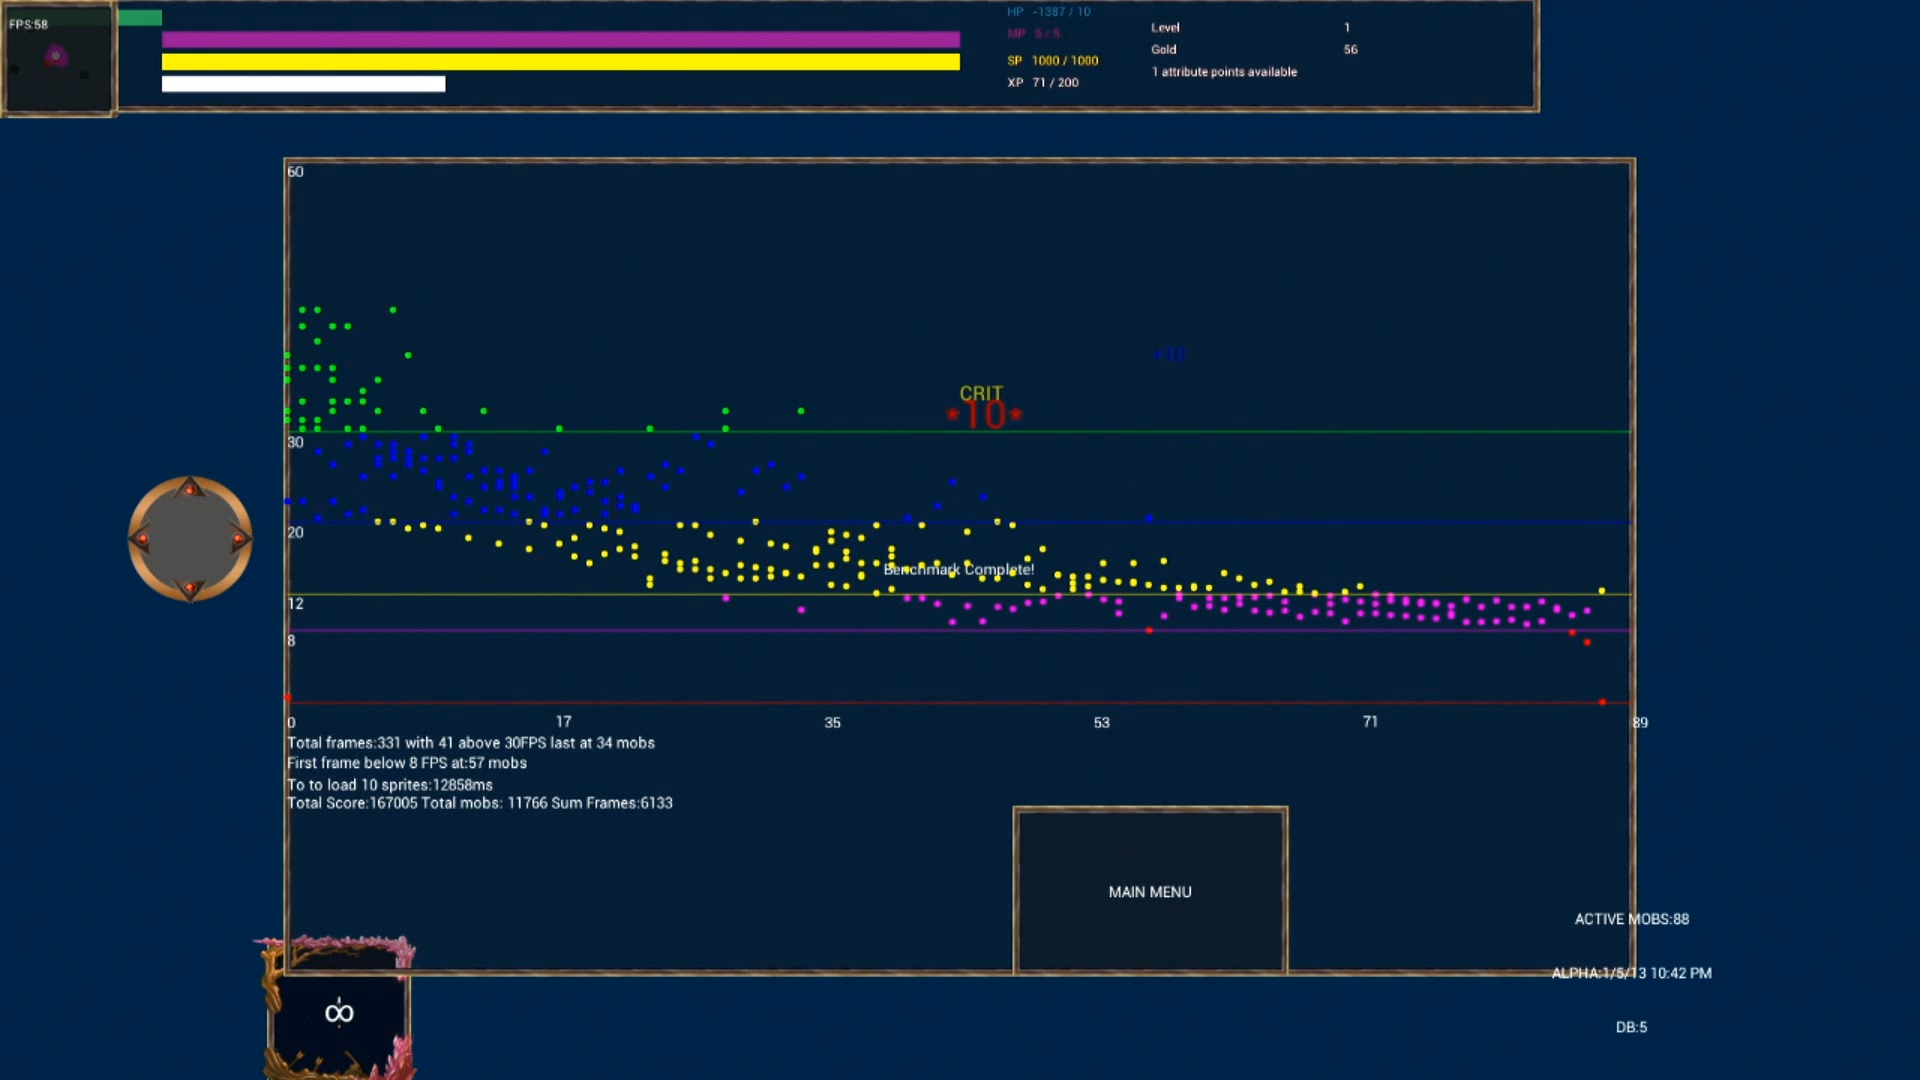 FPS:58
HP -1387 / 10
MP 5 / 5
SP 1000 / 1000
XP 71 / 200
Level 1
Gold 56
1 attribute points available
60
+10
CRIT
*10*
30
20
Benchmark Complete!
12
8
0 17 35 53 71 89
Total frames:331 with 41 above 30FPS last at 34 mobs
First frame below 8 FPS at:57 mobs
To to load 10 sprites:12858ms
Total Score:167005 Total mobs: 11766 Sum Frames:6133
MAIN MENU
ACTIVE MOBS:88
ALPHA:1/5/13 10:42 PM
DB:5